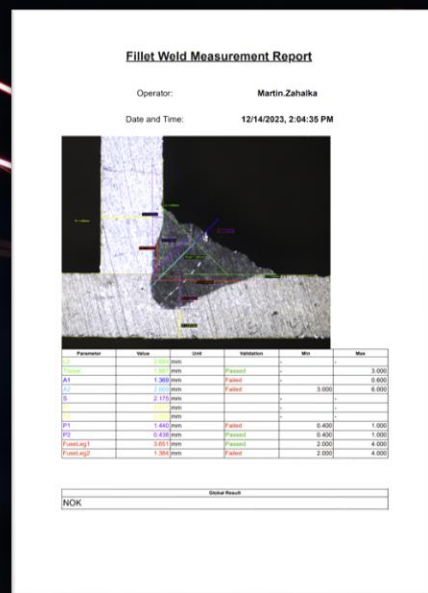 Fillet Weld Measurement Report
Operator: Martin.Zahalka
Date and Time: 12/14/2023, 2:04:35 PM
Parameter Value Unit Validation Min Max
mm - -
mm Passed - 3.000
A1 1.369 mm Failed - 0.600
A2 mm Failed 3.000 6.000
S 2.175 mm - -
mm - -
mm - -
P1 1.440 mm Failed 0.400 1.000
P2 0.438 mm Passed 0.400 1.000
FuseLeg1 3.651 mm Passed 2.000 4.000
FuseLeg2 1.384 mm Failed 2.000 4.000
Global Result
NOK